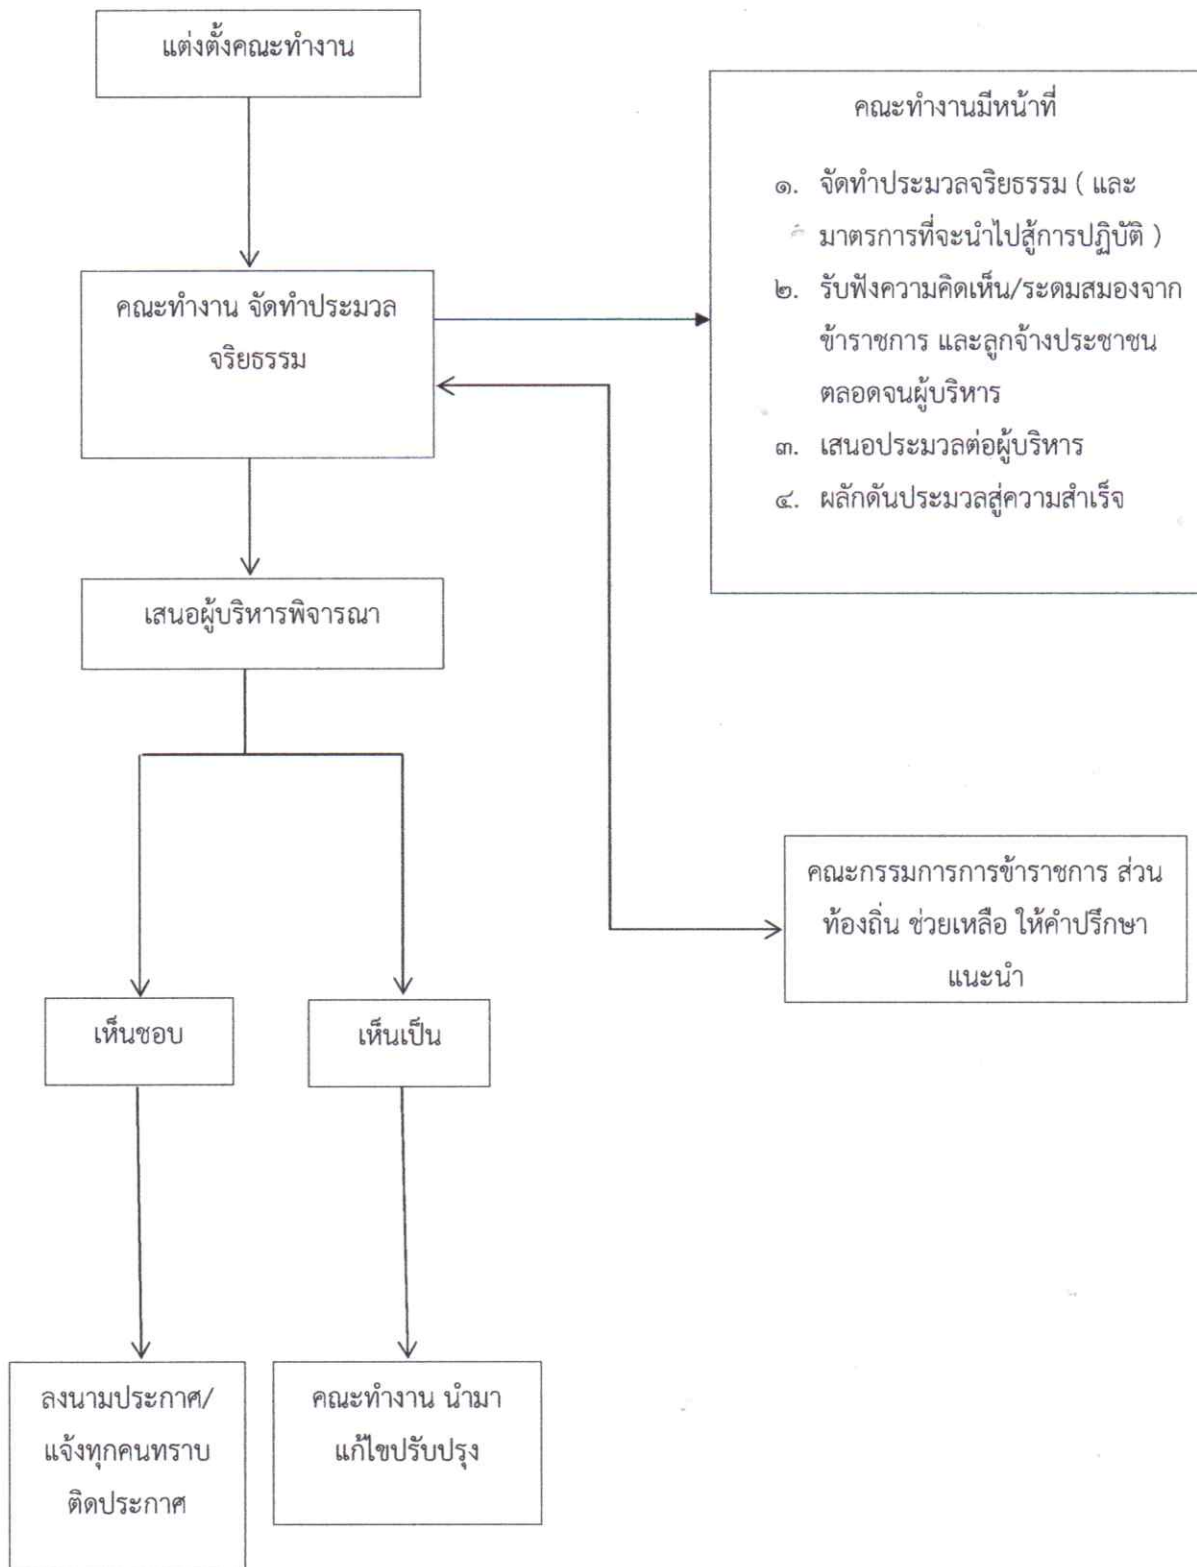 แต่งตั้งคณะทำงาน
คณะทำงานมีหน้าที่
๑. จัดทำประมวลจริยธรรม ( และ
มาตรการที่จะนำไปสู้การปฏิบัติ )
๒. รับฟังความคิดเห็น/ระดมสมองจาก
ข้าราชการ และลูกจ้างประชาชน
ตลอดจนผู้บริหาร
๓. เสนอประมวลต่อผู้บริหาร
๔. ผลักดันประมวลสู่ความสำเร็จ
คณะทำงาน จัดทำประมวล
จริยธรรม
เสนอผู้บริหารพิจารณา
คณะกรรมการการข้าราชการ ส่วน
ท้องถิ่น ช่วยเหลือ ให้คำปรึกษา
แนะนำ
เห็นชอบ
เห็นเป็น
ลงนามประกาศ/
แจ้งทุกคนทราบ
ติดประกาศ
คณะทำงาน นำมา
แก้ไขปรับปรุง